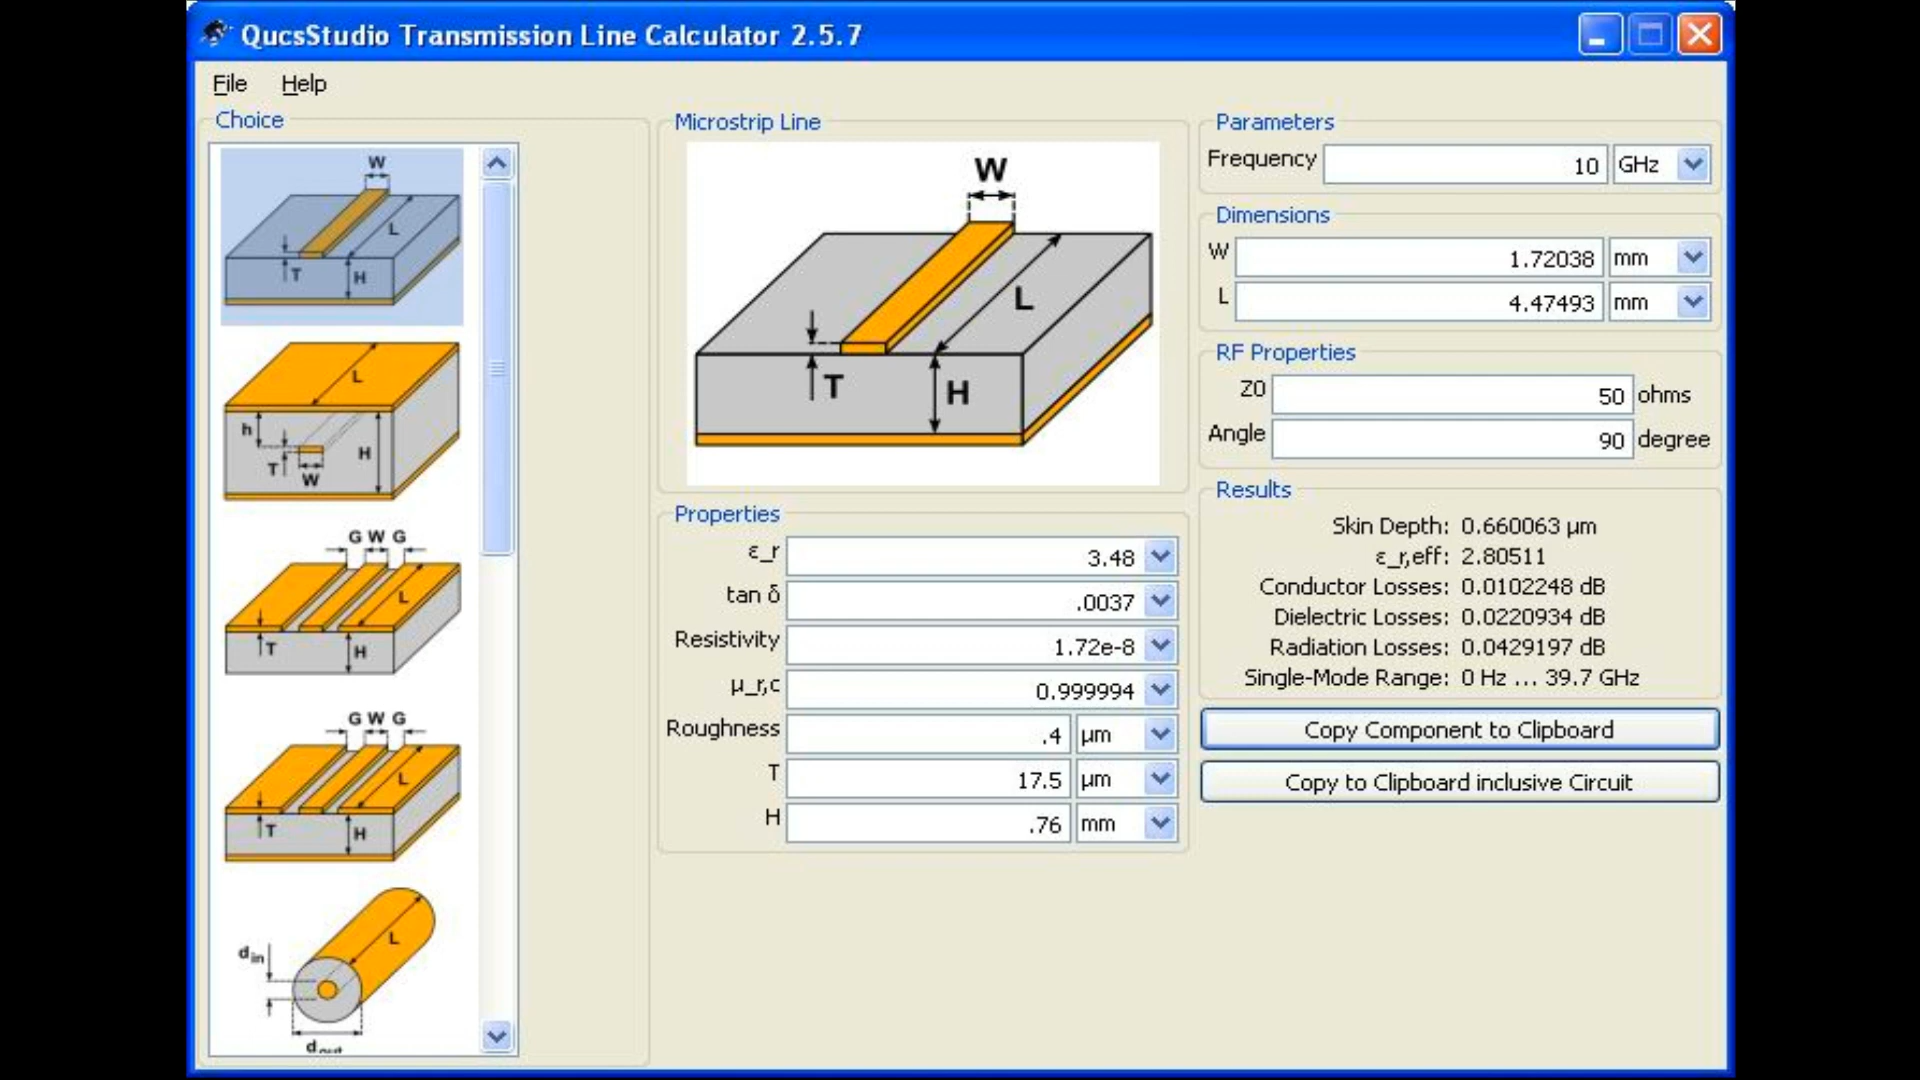 QucsStudio Transmission Line Calculator 2.5.7
File Help
Choice
W
L
T H
L
h
T H
W
G W G
L
T H
G W G
L
T H
L
d in
Microstrip Line
W
L
T H
Properties
ε_r 3.48
tan δ .0037
Resistivity 1.72e-8
μ_r,c 0.999994
Roughness .4 μm
T 17.5 μm
H .76 mm
Parameters
Frequency 10 GHz
Dimensions
W 1.72038 mm
L 4.47493 mm
RF Properties
Z0 50 ohms
Angle 90 degree
Results
Skin Depth: 0.660063 μm
ε_r,eff: 2.80511
Conductor Losses: 0.0102248 dB
Dielectric Losses: 0.0220934 dB
Radiation Losses: 0.0429197 dB
Single-Mode Range: 0 Hz ... 39.7 GHz
Copy Component to Clipboard
Copy to Clipboard inclusive Circuit